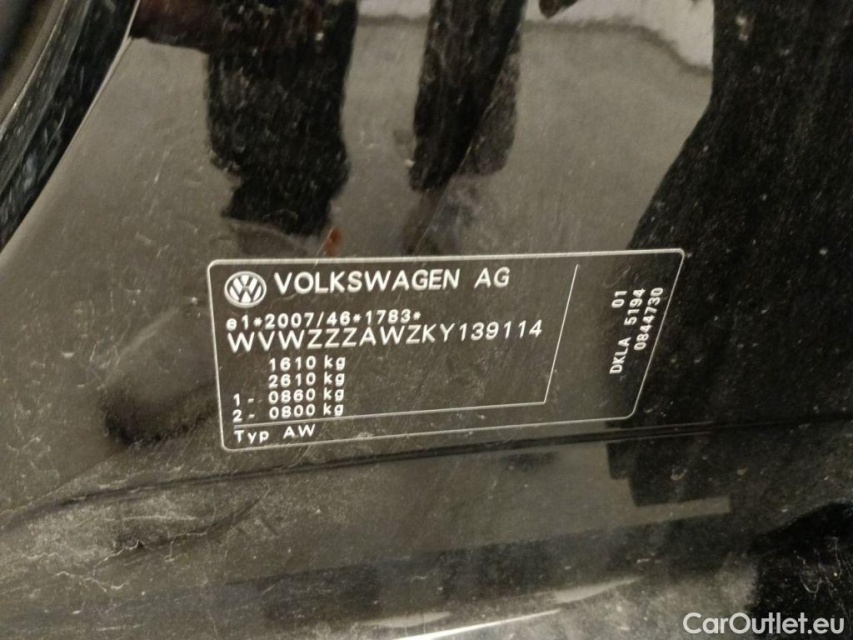 VOLKSWAGEN AG
e1*2007/46*1783*
WVWZZZAWZKY139114
1610 kg
2610 kg
1- 0860 kg
2- 0800 kg
Typ AW
01
DKLA 5194
0844730
CarOutlet.eu